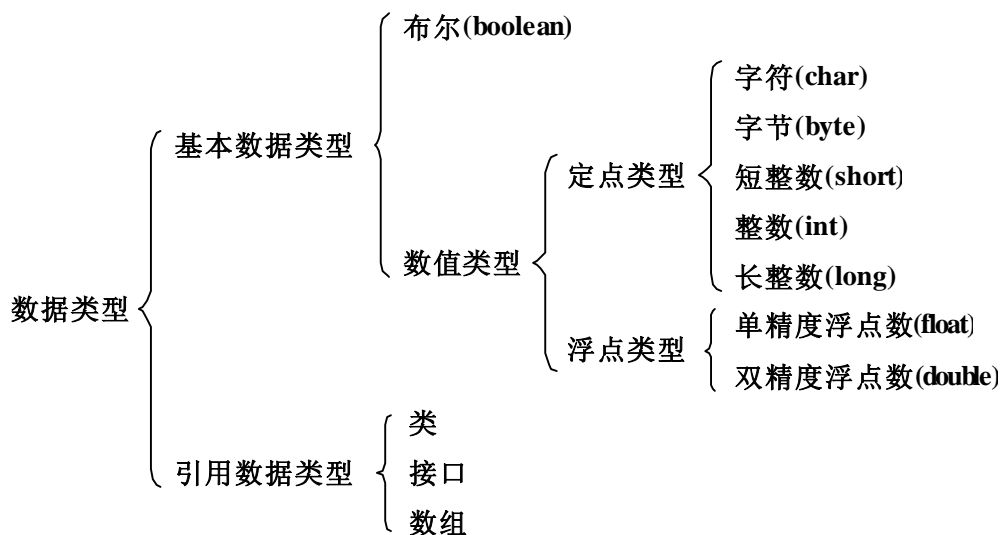 布尔(boolean)
字符(char)
基本数据类型
字节(byte)
定点类型
短整数(short)
整数(int)
数值类型
长整数(long)
数据类型
单精度浮点数(float)
浮点类型
双精度浮点数(double)
类
引用数据类型
接口
数组